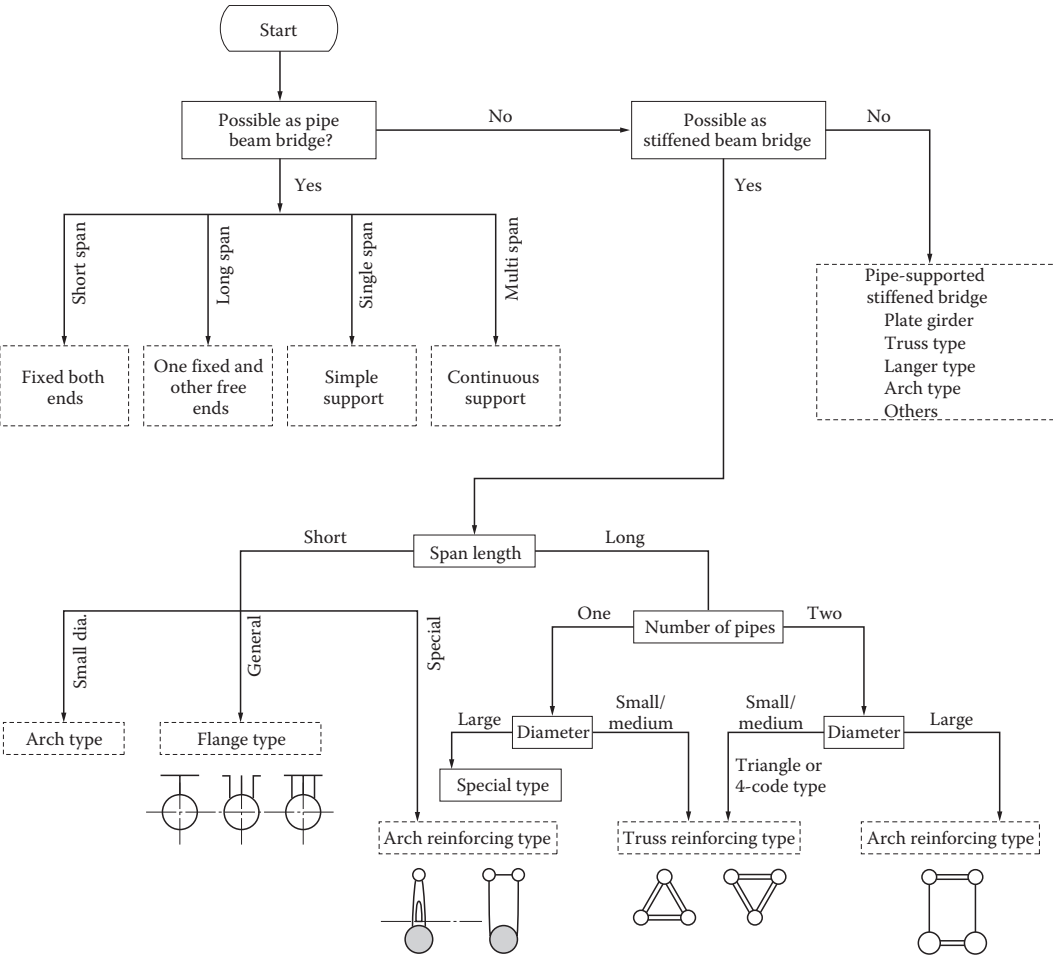 Start
Possible as pipe
beam bridge?
No
Possible as
stiffened beam bridge
No
Yes
Yes
Short span
Long span
Single span
Multi span
Fixed both
ends
One fixed and
other free
ends
Simple
support
Continuous
support
Pipe-supported
stiffened bridge
Plate girder
Truss type
Langer type
Arch type
Others
Short
Span length
Long
One
Number of pipes
Two
Small dia.
General
Special
Arch type
Flange type
Large
Diameter
Small/
medium
Special type
Small/
medium
Diameter
Large
Triangle or
4-code type
Arch reinforcing type
Truss reinforcing type
Arch reinforcing type